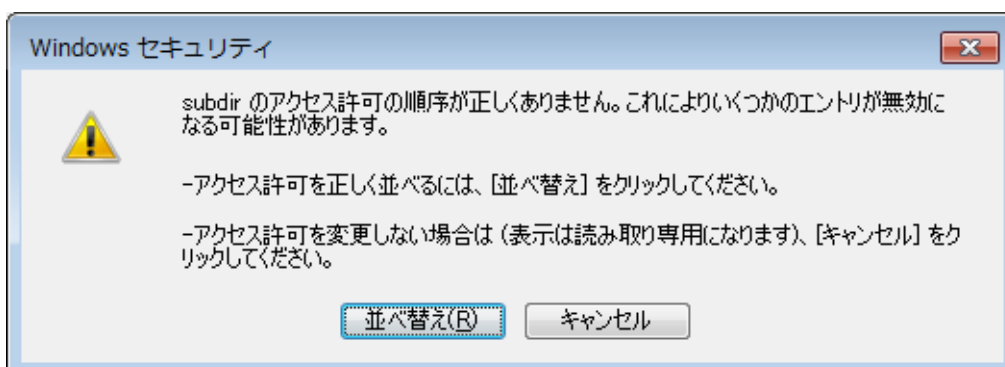 Windows セキュリティ
subdir のアクセス許可の順序が正しくありません。これによりいくつかのエントリが無効に
なる可能性があります。
-アクセス許可を正しく並べるには、[並べ替え] をクリックしてください。
-アクセス許可を変更しない場合は (表示は読み取り専用になります)、[キャンセル] をク
リックしてください。
並べ替え(R)
キャンセル